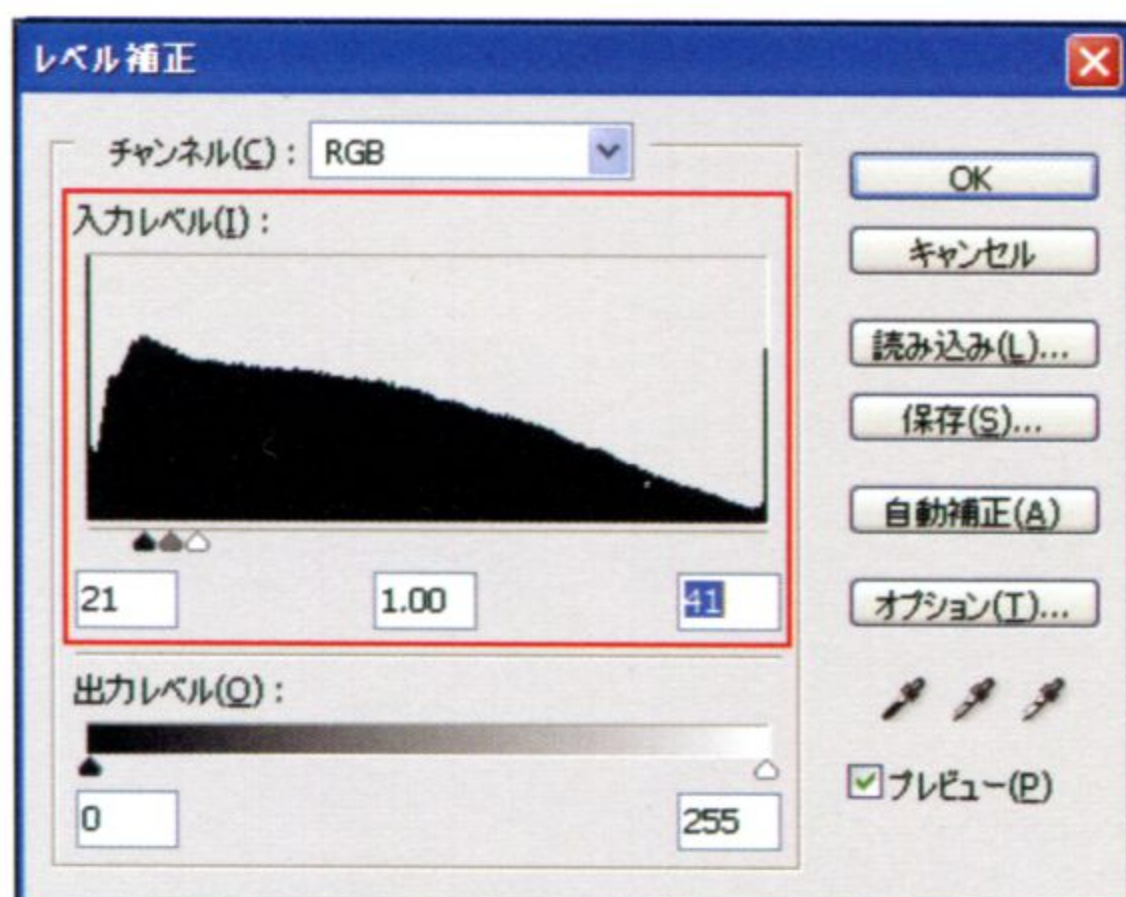 レベル補正
チャンネル(C): RGB
入力レベル(I):
21 1.00 41
出力レベル(O):
0 255
OK
キャンセル
読み込み(L)...
保存(S)...
自動補正(A)
オプション(T)...
プレビュー(P)